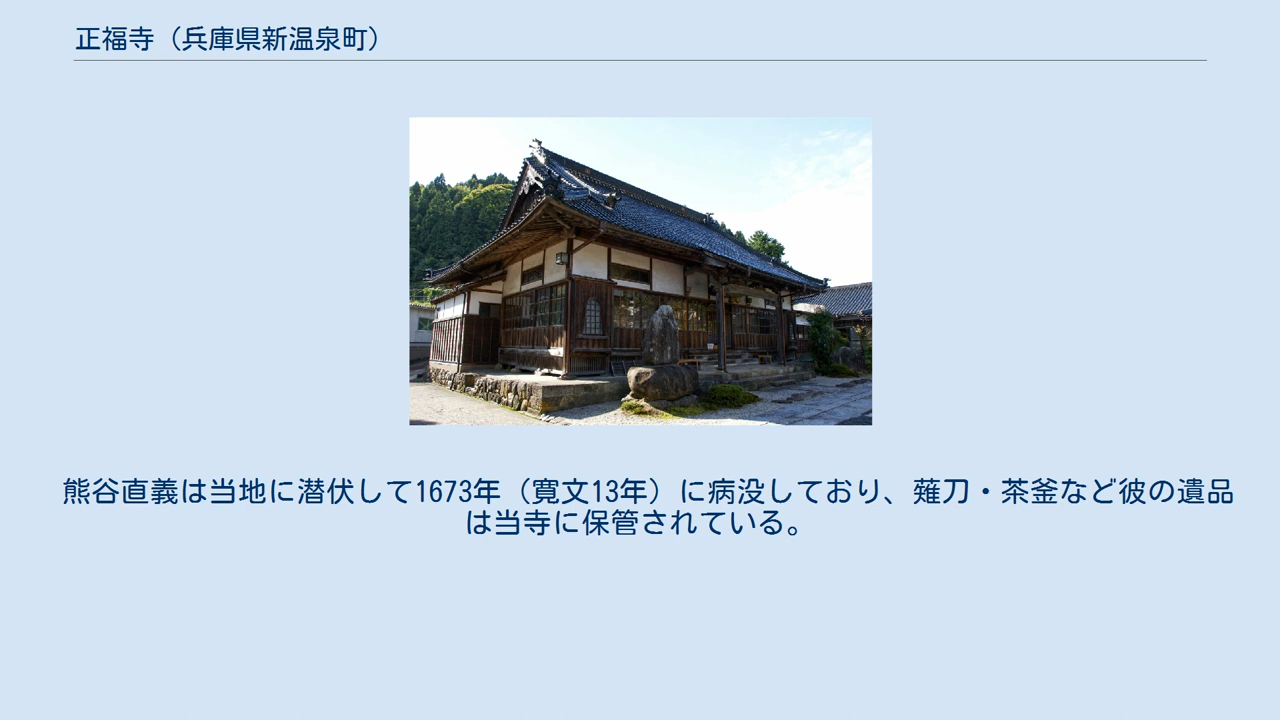 正福寺（兵庫県新温泉町）
熊谷直義は当地に潜伏して1673年（寛文13年）に病没しており、薙刀・茶釜など彼の遺品
は当寺に保管されている。